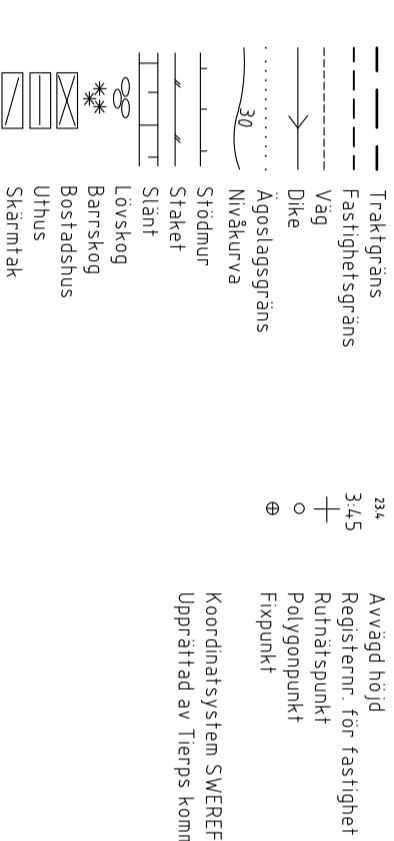 Traktgräns
Fastighetsgräns
Väg
Dike
Ägoslagsgräns
30 Nivåkurva
Stödmur
Staket
Slänt
Lövskog
Barrskog
Bostadshus
Uthus
Skärmtak
23.4 Avvägd höjd
3:45 Registernr. för fastighet
Rutnätspunkt
Polygonpunkt
Fixpunkt
Koordinatsystem SWEREF
Upprättad av Tierps